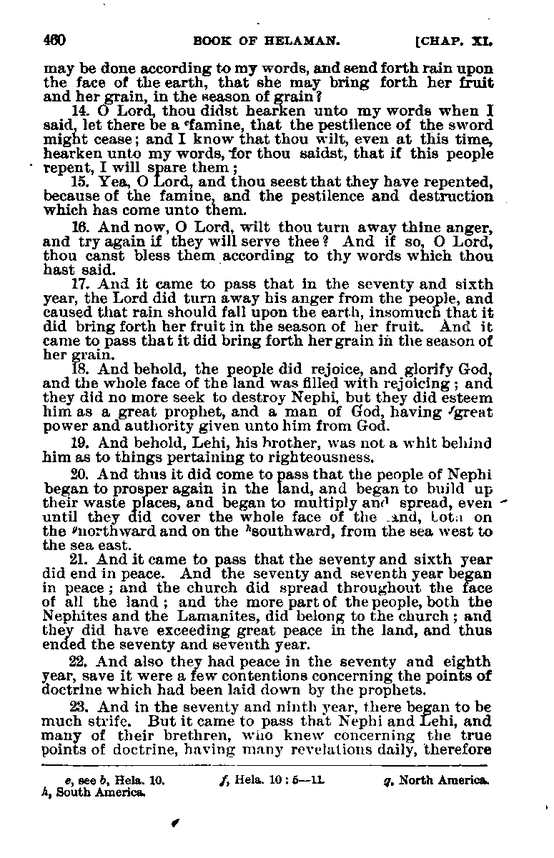 460 BOOK OF HELAMAN. [CHAP. XI.
may be done according to my words, and send forth rain upon
the face of the earth, that she may bring forth her fruit
and her grain, in the season of grain?
14. O Lord, thou didst hearken unto my words when I
said, let there be a ᵉfamine, that the pestilence of the sword
might cease; and I know that thou wilt, even at this time,
hearken unto my words, for thou saidst, that if this people
repent, I will spare them;
15. Yea, O Lord, and thou seest that they have repented,
because of the famine, and the pestilence and destruction
which has come unto them.
16. And now, O Lord, wilt thou turn away thine anger,
and try again if they will serve thee? And if so, O Lord,
thou canst bless them according to thy words which thou
hast said.
17. And it came to pass that in the seventy and sixth
year, the Lord did turn away his anger from the people, and
caused that rain should fall upon the earth, insomuch that it
did bring forth her fruit in the season of her fruit. And it
came to pass that it did bring forth her grain in the season of
her grain.
18. And behold, the people did rejoice, and glorify God,
and the whole face of the land was filled with rejoicing; and
they did no more seek to destroy Nephi, but they did esteem
him as a great prophet, and a man of God, having ᶠgreat
power and authority given unto him from God.
19. And behold, Lehi, his brother, was not a whit behind
him as to things pertaining to righteousness.
20. And thus it did come to pass that the people of Nephi
began to prosper again in the land, and began to build up
their waste places, and began to multiply and spread, even
until they did cover the whole face of the land, both on
the ᵍnorthward and on the ʰsouthward, from the sea west to
the sea east.
21. And it came to pass that the seventy and sixth year
did end in peace. And the seventy and seventh year began
in peace; and the church did spread throughout the face
of all the land; and the more part of the people, both the
Nephites and the Lamanites, did belong to the church; and
they did have exceeding great peace in the land, and thus
ended the seventy and seventh year.
22. And also they had peace in the seventy and eighth
year, save it were a few contentions concerning the points of
doctrine which had been laid down by the prophets.
23. And in the seventy and ninth year, there began to be
much strife. But it came to pass that Nephi and Lehi, and
many of their brethren, who knew concerning the true
points of doctrine, having many revelations daily, therefore
e, see b, Hela. 10. f, Hela. 10 : 5—11. g, North America.
h, South America.